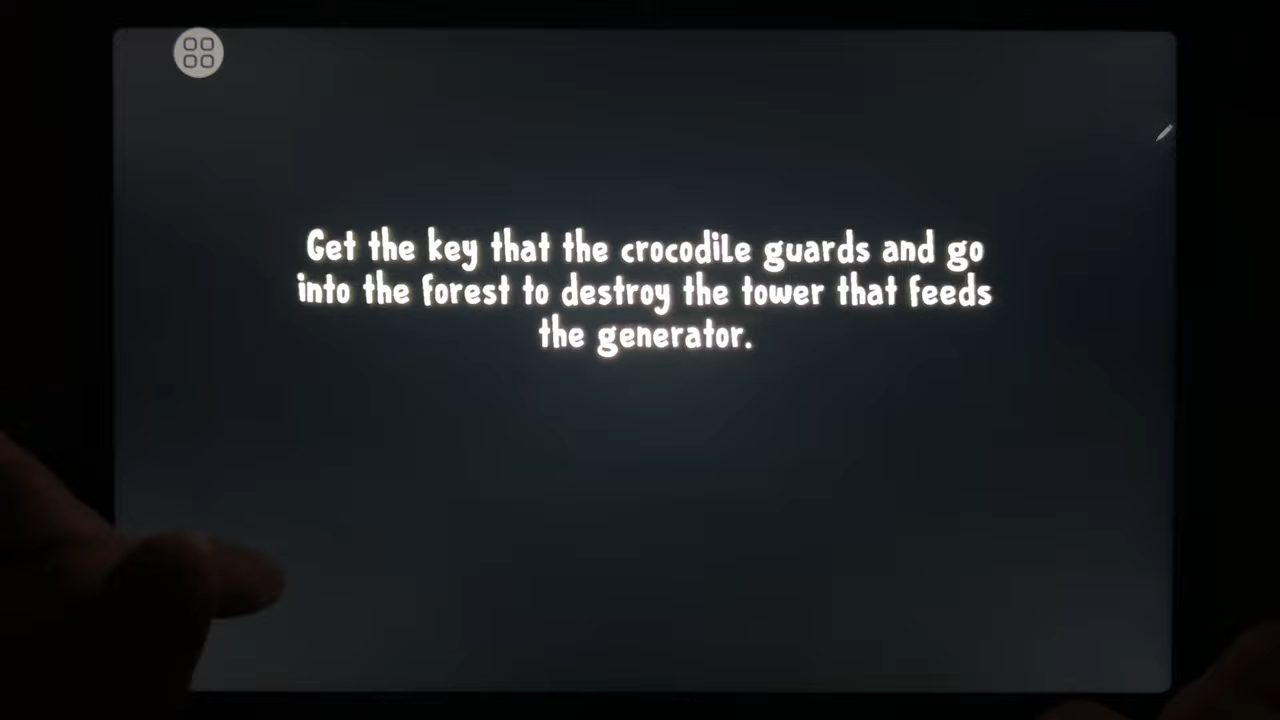 Get the key that the crocodile guards and go
into the forest to destroy the tower that feeds
the generator.